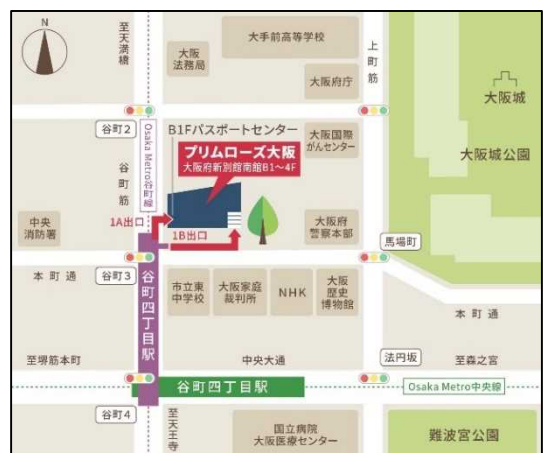 N
至天満橋
大阪
法務局
大手前高等学校
大阪府庁
上町筋
大阪城
大阪城公園
谷町2
Osaka Metro谷町線
谷町筋
B1Fパスポートセンター
プリムローズ大阪
大阪府新別館南館B1〜4F
大阪国際
がんセンター
1A出口
1B出口
中央
消防署
大阪府
警察本部
馬場町
本町通
谷町3
谷町四丁目駅
市立東
中学校
大阪家庭
裁判所
NHK
大阪
歴史
博物館
本町通
至堺筋本町
中央大通
法円坂
至森之宮
谷町四丁目駅
Osaka Metro中央線
谷町4
至天王寺
国立病院
大阪医療センター
難波宮公園